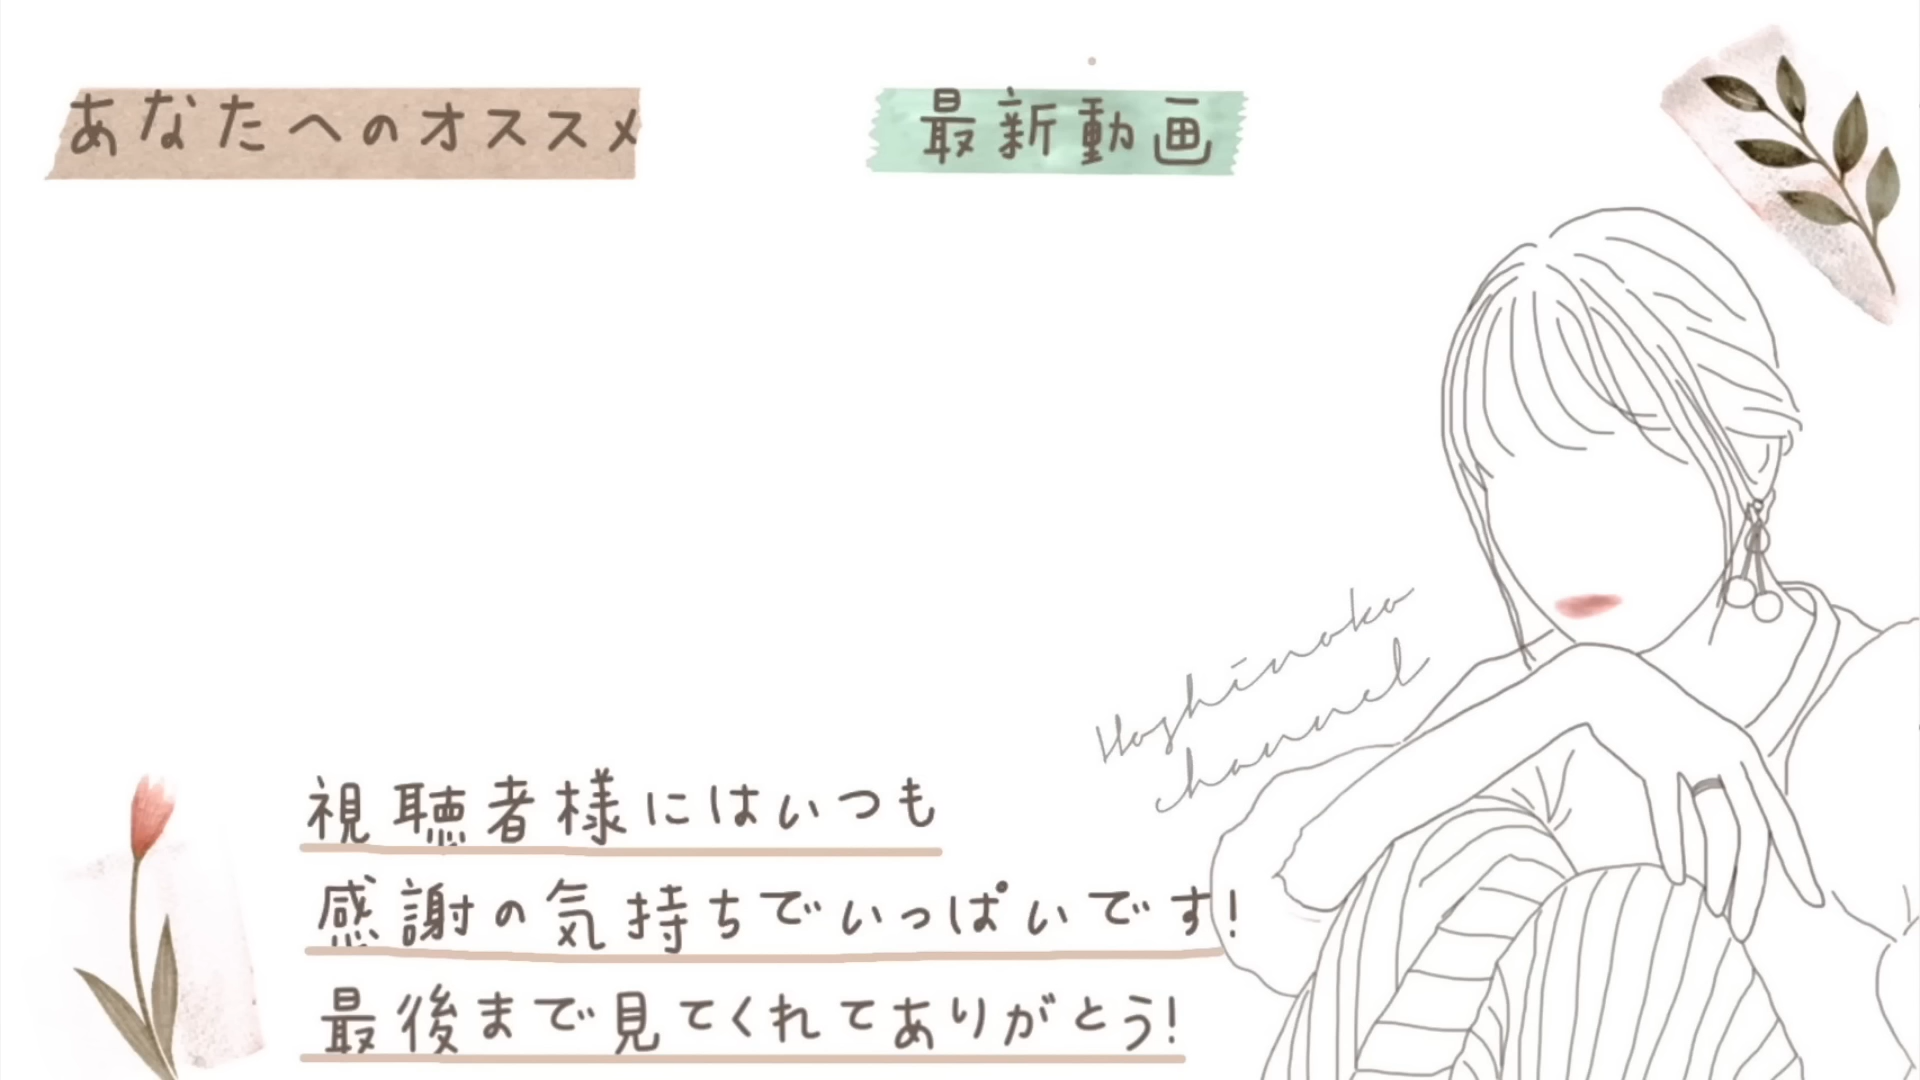 あなたへのオススメ
最新動画
Hoshinoko
channel
視聴者様にはいつも
感謝の気持ちでいっぱいです!
最後まで見てくれてありがとう!